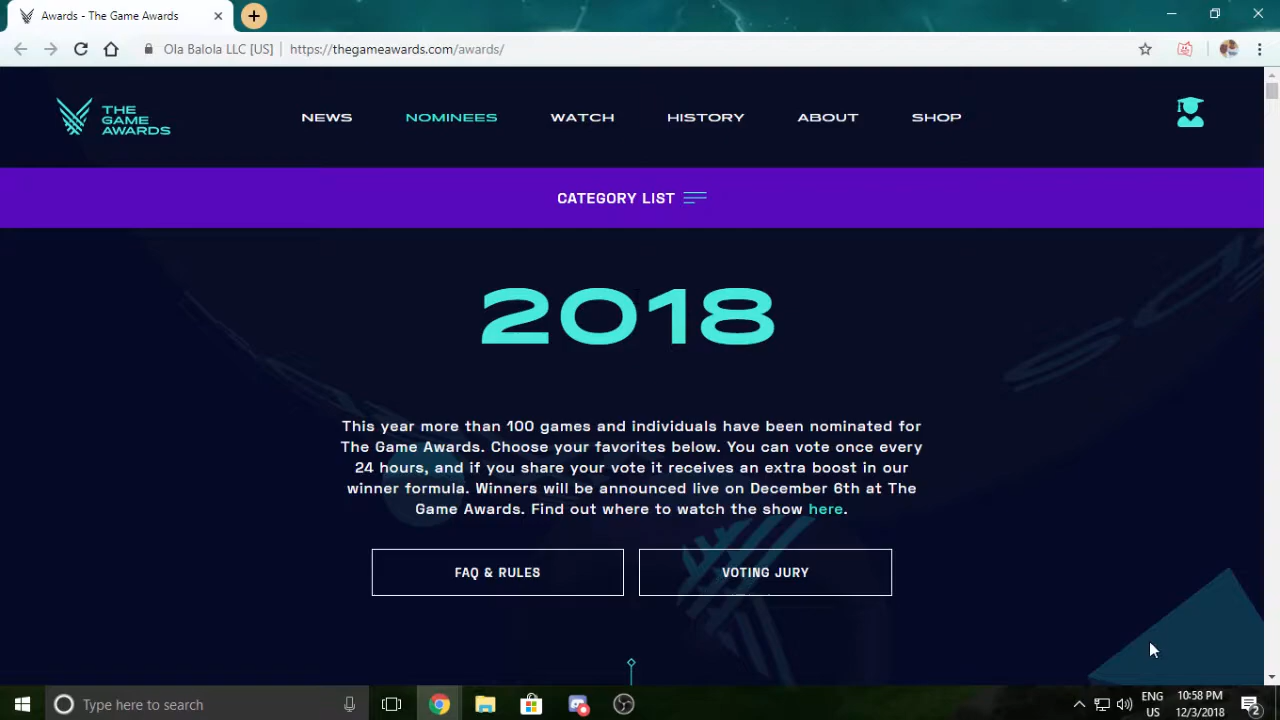 Awards - The Game Awards
Ola Balola LLC [US] https://thegameawards.com/awards/
THE
GAME
AWARDS
NEWS NOMINEES WATCH HISTORY ABOUT SHOP
CATEGORY LIST
2018
This year more than 100 games and individuals have been nominated for
The Game Awards. Choose your favorites below. You can vote once every
24 hours, and if you share your vote it receives an extra boost in our
winner formula. Winners will be announced live on December 6th at The
Game Awards. Find out where to watch the show here.
FAQ & RULES VOTING JURY
Type here to search
ENG
US
10:58 PM
12/3/2018
2